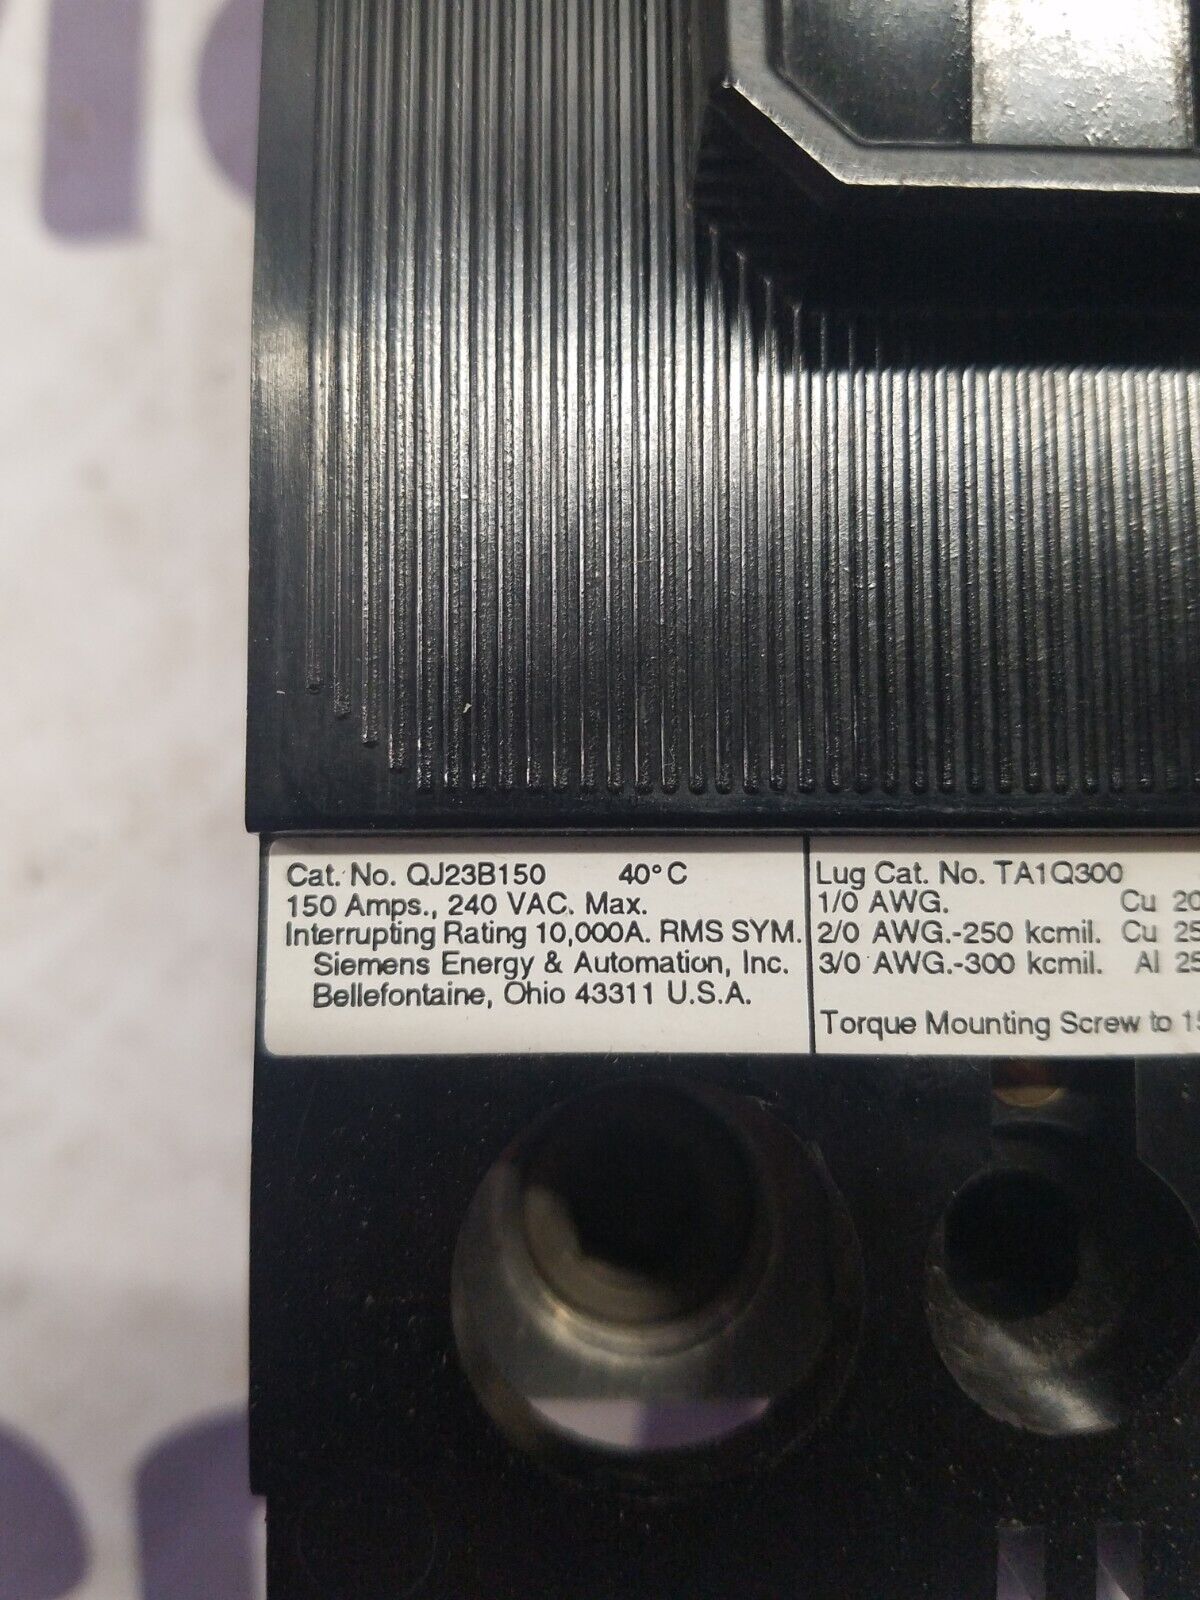 Cat. No. QJ23B150 40°C
150 Amps., 240 VAC. Max.
Interrupting Rating 10,000A. RMS SYM.
Siemens Energy & Automation, Inc.
Bellefontaine, Ohio 43311 U.S.A.
Lug Cat. No. TA1Q300
1/0 AWG. Cu
2/0 AWG.-250 kcmil. Cu
3/0 AWG.-300 kcmil. Al
Torque Mounting Screw to